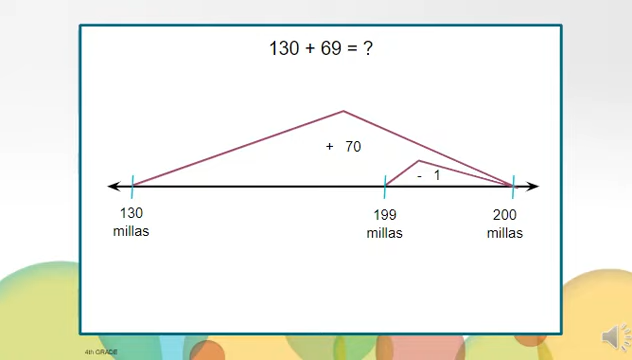 130 + 69 = ?
+ 70
- 1
130 199 200
millas millas millas
4th GRADE